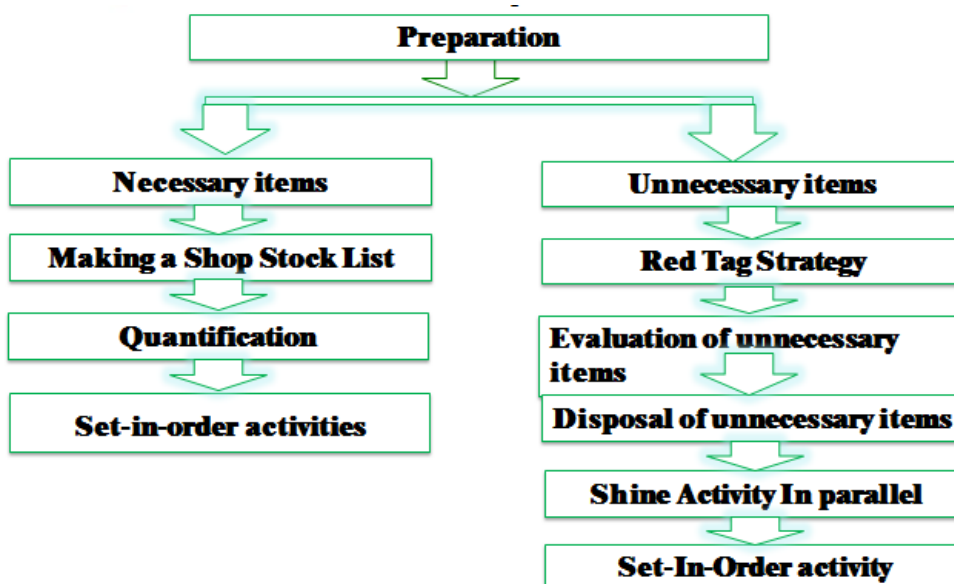 Preparation
Necessary items
Making a Shop Stock List
Quantification
Set-in-order activities
Unnecessary items
Red Tag Strategy
Evaluation of unnecessary
items
Disposal of unnecessary items
Shine Activity In parallel
Set-In-Order activity